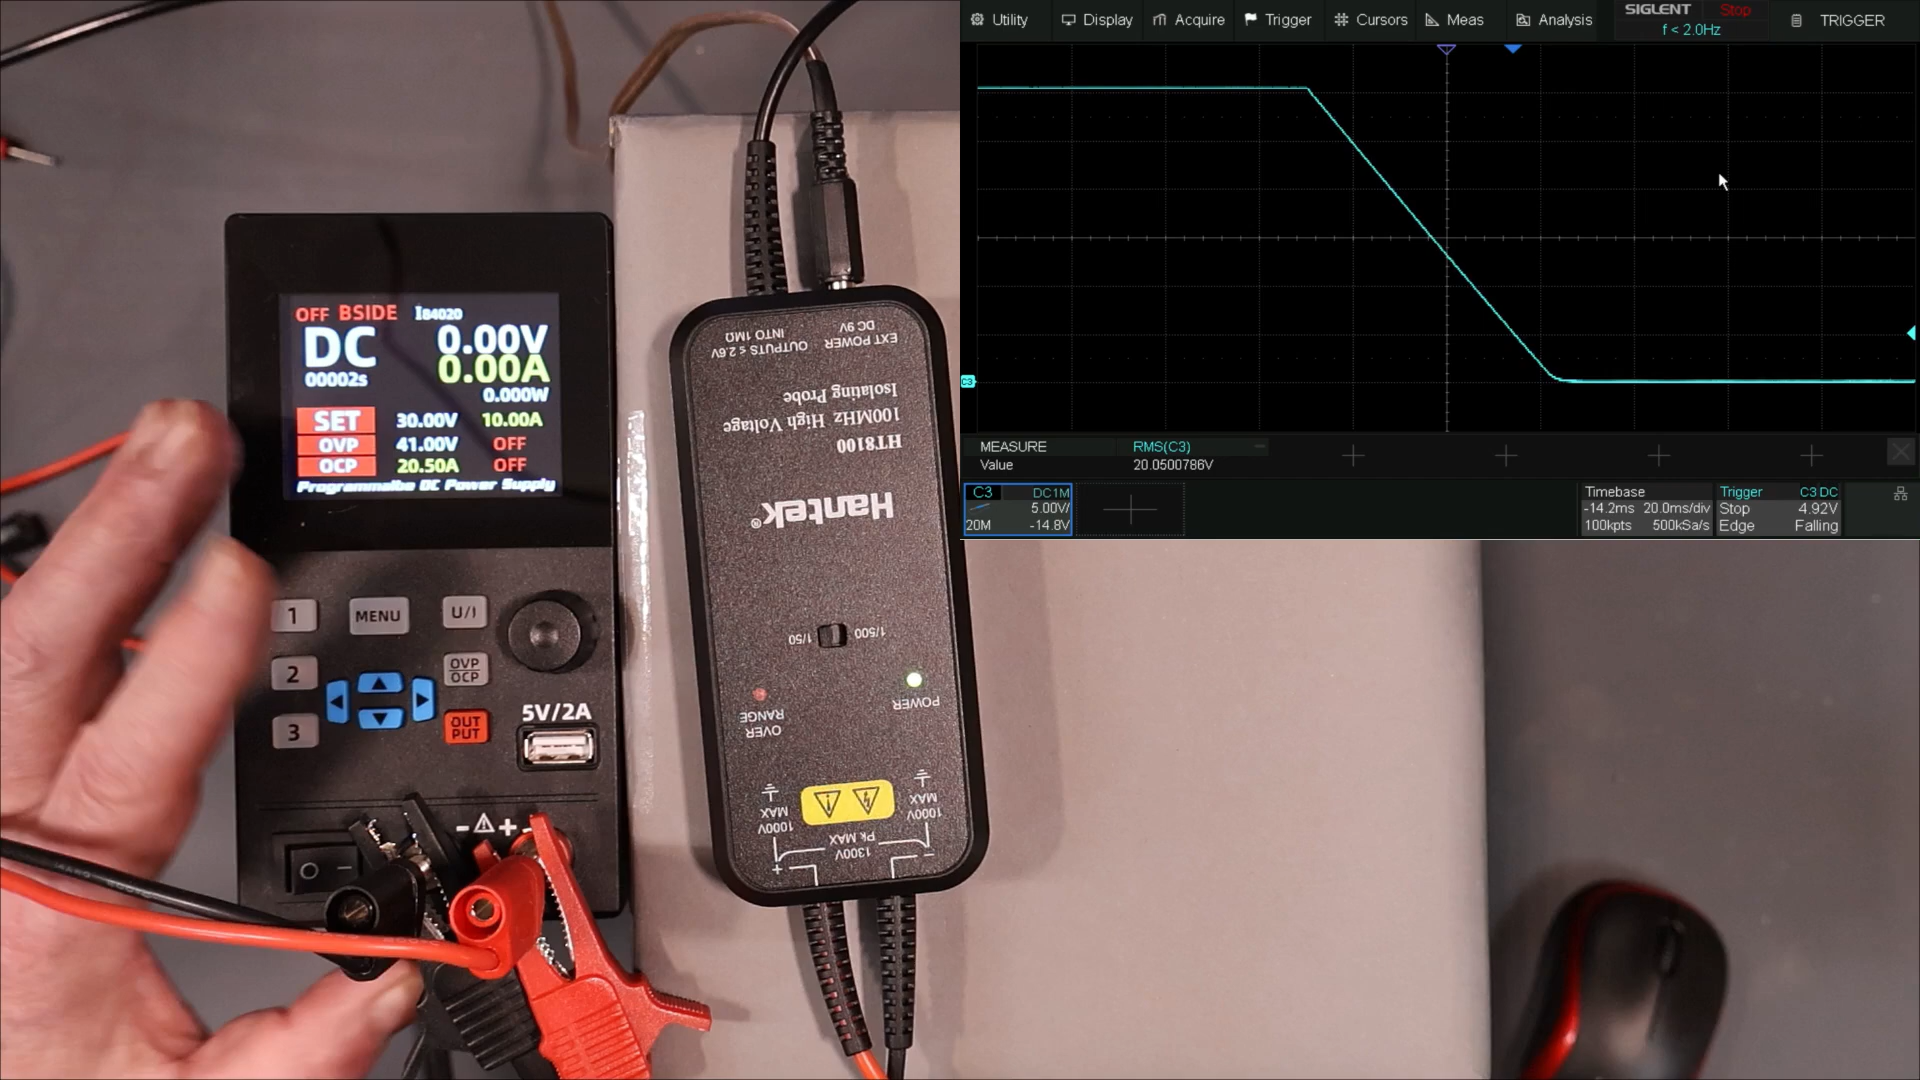 OFF BSIDE I84020
DC 0.00V
0.00A
00002s
0.000W
SET 30.00V 10.00A
OVP 41.00V OFF
OCP 20.50A OFF
Programmalbe DC Power Supply
1 MENU U/I
2 OVP OCP
3 OUT PUT
5V/2A
- +
OUTPUTS ≤ 2.6V INTO 1MΩ
EXT POWER DC 9V
HT8100
100MHz High Voltage
Isolating Probe
Hantek®
1/500 1/50
POWER
OVER RANGE
1000V MAX
1300V Pk MAX
1000V MAX
- +
Utility Display Acquire Trigger Cursors Meas Analysis SIGLENT Stop TRIGGER
f < 2.0Hz
C3
MEASURE RMS(C3)
Value 20.0500786V
C3 DC1M
5.00V/
20M -14.8V
Timebase
-14.2ms 20.0ms/div
100kpts 500kSa/s
Trigger C3 DC
Stop 4.92V
Edge Falling